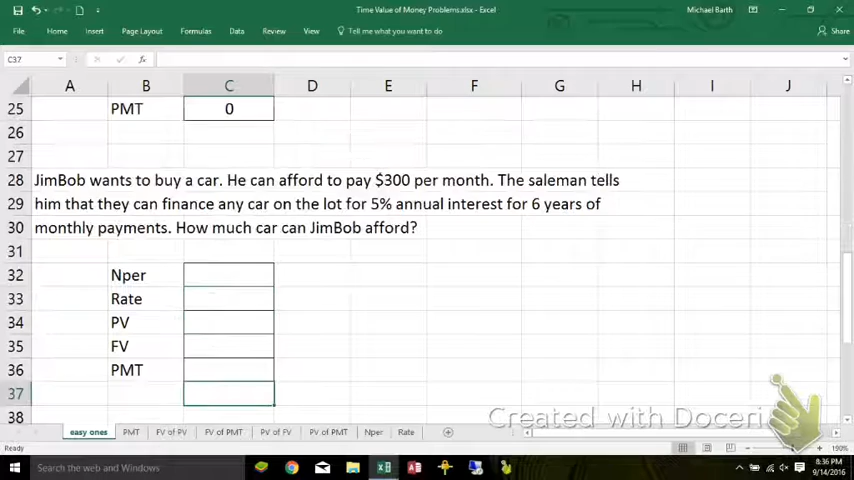 Time Value of Money Problems.xlsx - Excel
Michael Barth
File Home Insert Page Layout Formulas Data Review View Tell me what you want to do Share
C37 fx
A B C D E F G H I J
25 PMT 0
26
27
28 JimBob wants to buy a car. He can afford to pay $300 per month. The saleman tells
29 him that they can finance any car on the lot for 5% annual interest for 6 years of
30 monthly payments. How much car can JimBob afford?
31
32 Nper
33 Rate
34 PV
35 FV
36 PMT
37
38
Created with Doceri
easy ones PMT FV of PV FV of PMT PV of FV PV of PMT Nper Rate
Ready 190%
Search the web and Windows
8:36 PM
9/14/2016